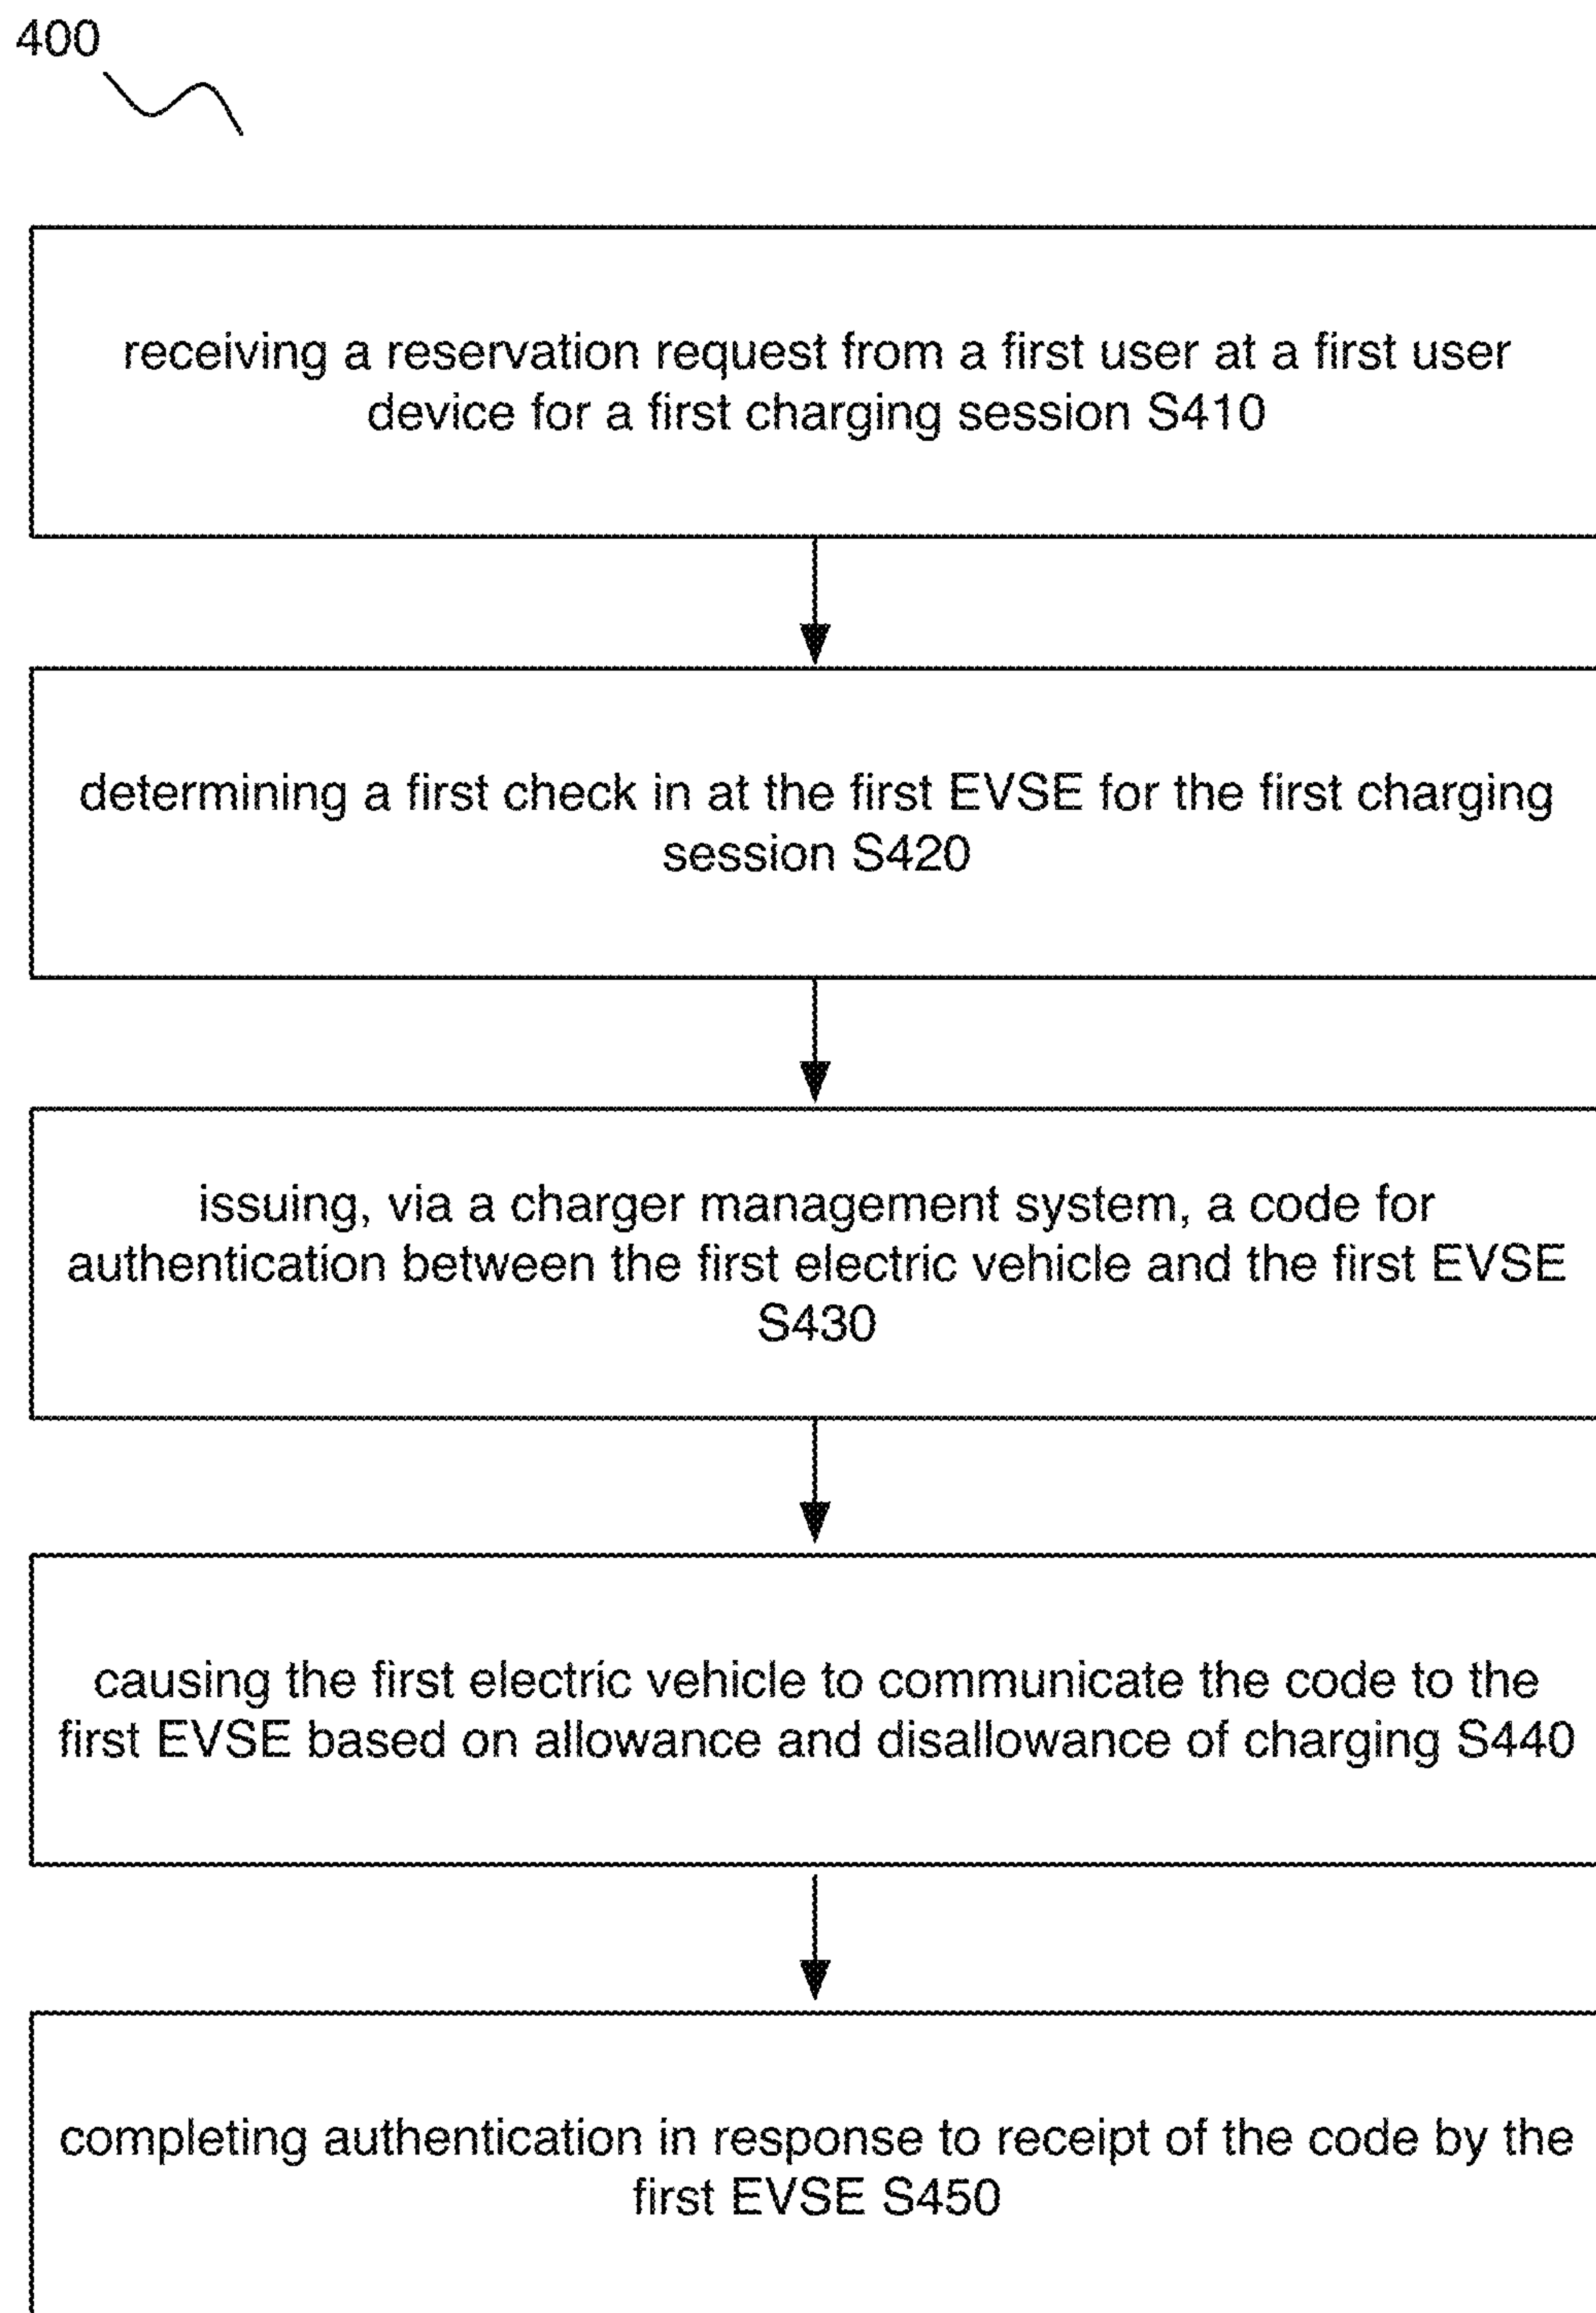 400
receiving a reservation request from a first user at a first user
device for a first charging session S410
determining a first check in at the first EVSE for the first charging
session S420
issuing, via a charger management system, a code for
authentication between the first electric vehicle and the first EVSE
S430
causing the first electric vehicle to communicate the code to the
first EVSE based on allowance and disallowance of charging S440
completing authentication in response to receipt of the code by the
first EVSE S450